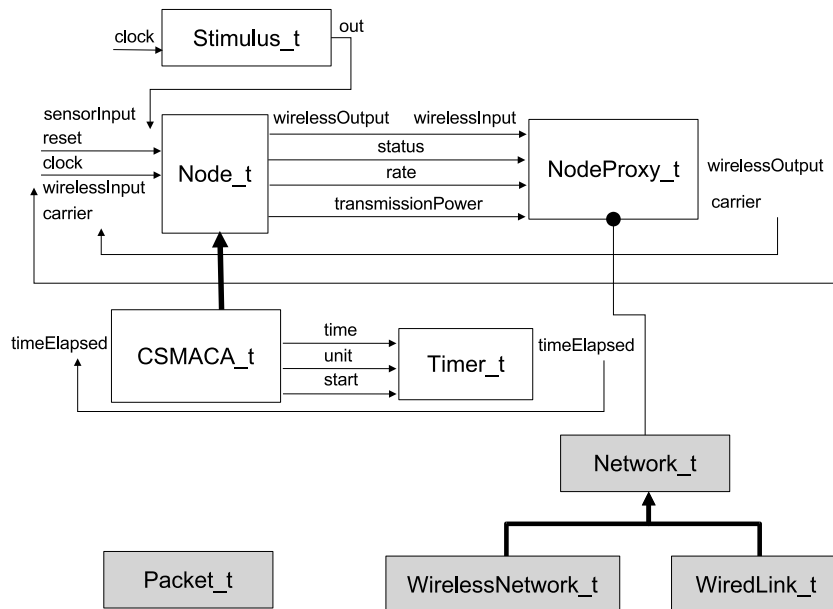 out
clock
Stimulus_t
sensorInput
wirelessOutput
wirelessInput
reset
status
clock
Node_t
rate
NodeProxy_t
wirelessOutput
wirelessInput
transmissionPower
carrier
carrier
time
timeElapsed
CSMACA_t
unit
Timer_t
timeElapsed
start
Network_t
Packet_t
WirelessNetwork_t
WiredLink_t